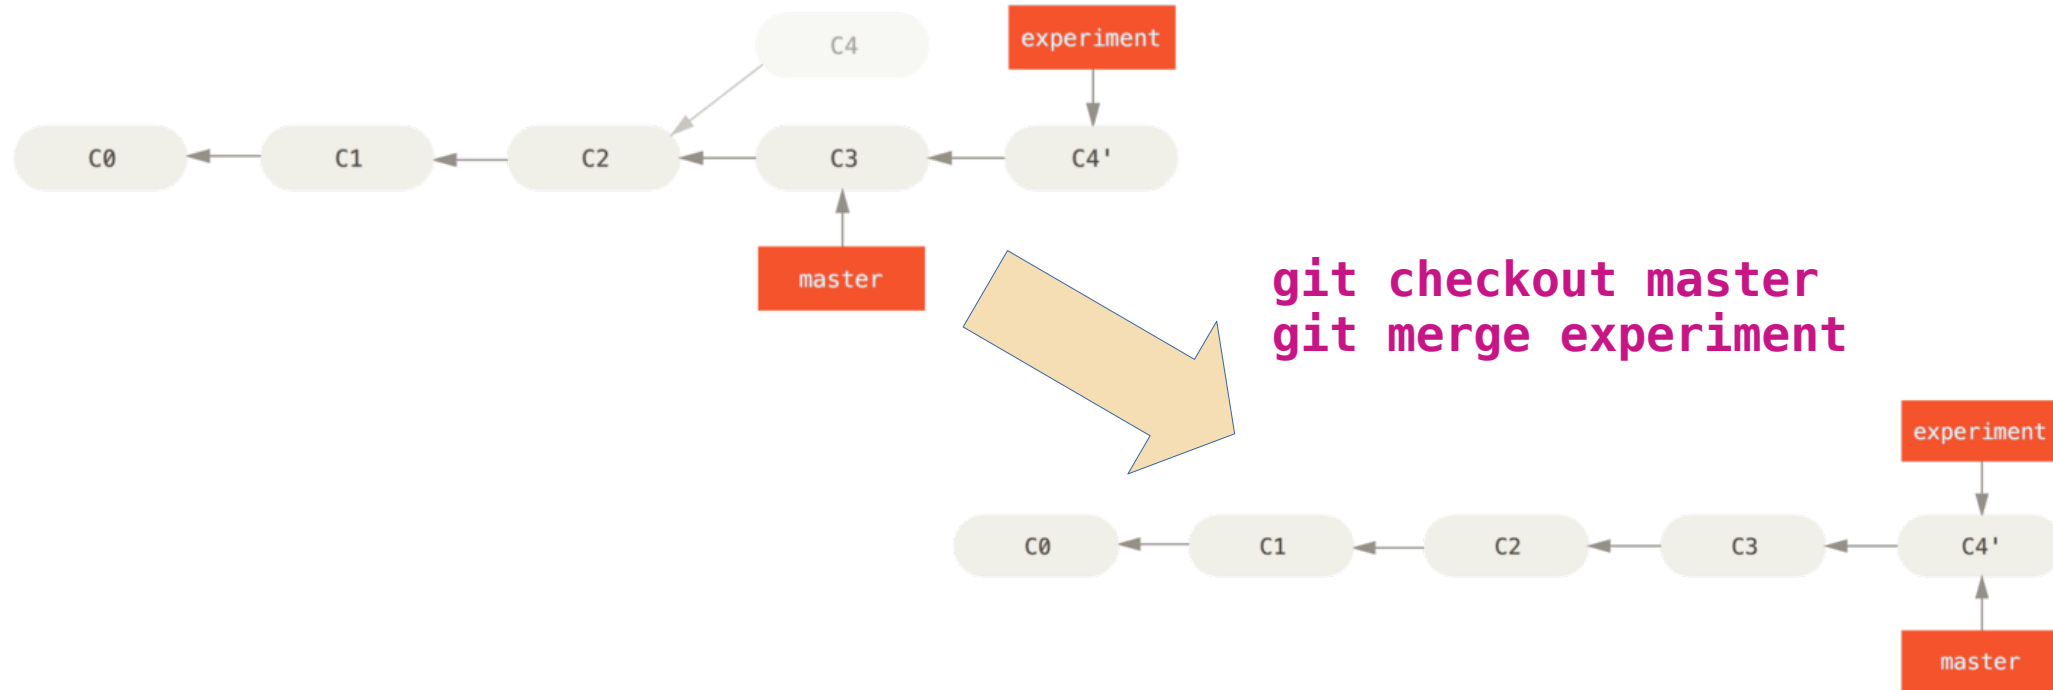 C4
experiment
C0
C1
C2
C3
C4'
master
git checkout master
git merge experiment
experiment
C0
C1
C2
C3
C4'
master